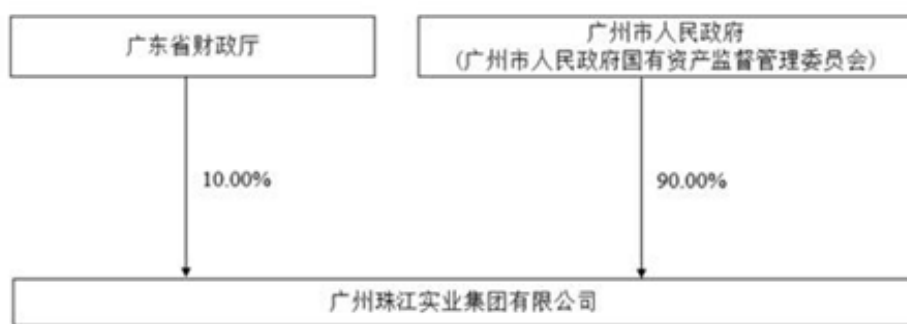 广东省财政厅
广州市人民政府
(广州市人民政府国有资产监督管理委员会)
10.00%
90.00%
广州珠江实业集团有限公司